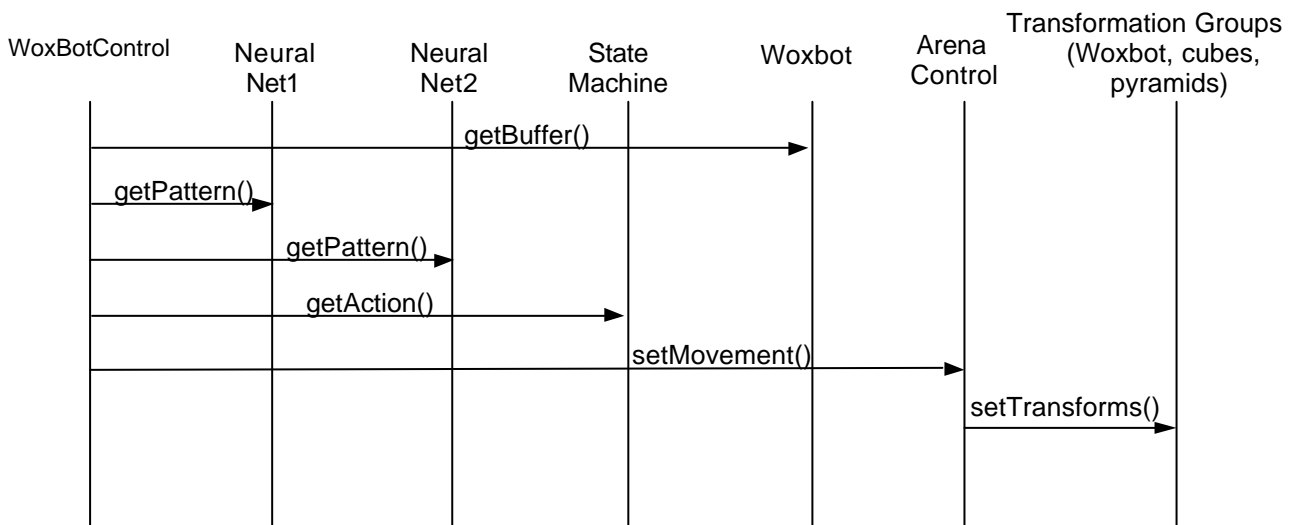 WoxBotControl
Neural
Net1
Neural
Net2
State
Machine
Woxbot
Arena
Control
Transformation Groups
(Woxbot, cubes,
pyramids)
getBuffer()
getPattern()
getPattern()
getAction()
setMovement()
setTransforms()